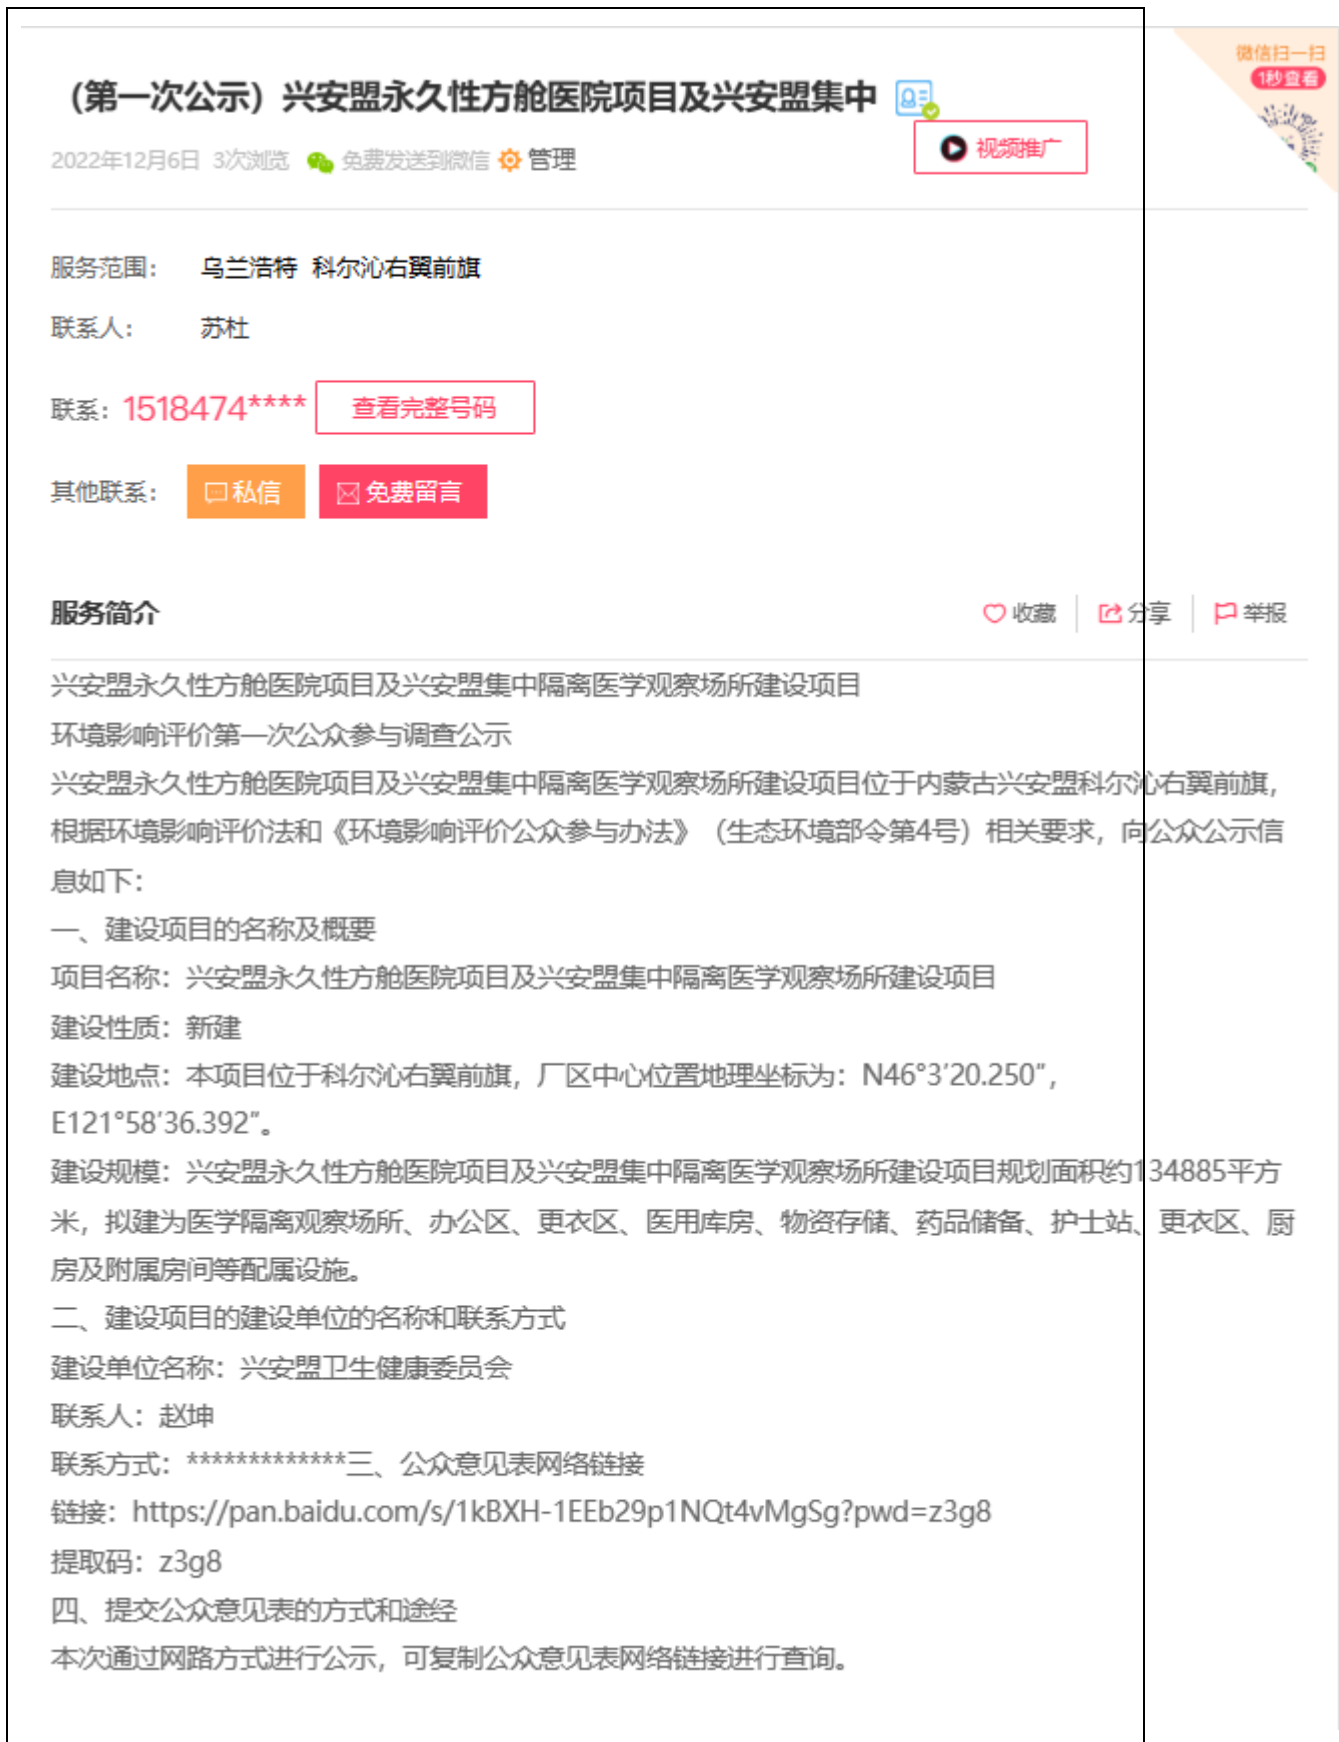 微信扫一扫
1秒查看
（第一次公示）兴安盟永久性方舱医院项目及兴安盟集中
2022年12月6日 3次浏览 免费发送到微信 管理
视频推广
服务范围： 乌兰浩特 科尔沁右翼前旗
联系人： 苏杜
联系：1518474**** 查看完整号码
其他联系： 私信 免费留言
服务简介 收藏 分享 举报
兴安盟永久性方舱医院项目及兴安盟集中隔离医学观察场所建设项目
环境影响评价第一次公众参与调查公示
兴安盟永久性方舱医院项目及兴安盟集中隔离医学观察场所建设项目位于内蒙古兴安盟科尔沁右翼前旗，
根据环境影响评价法和《环境影响评价公众参与办法》（生态环境部令第4号）相关要求，向公众公示信
息如下：
一、建设项目的名称及概要
项目名称：兴安盟永久性方舱医院项目及兴安盟集中隔离医学观察场所建设项目
建设性质：新建
建设地点：本项目位于科尔沁右翼前旗，厂区中心位置地理坐标为：N46°3′20.250″，
E121°58′36.392″。
建设规模：兴安盟永久性方舱医院项目及兴安盟集中隔离医学观察场所建设项目规划面积约134885平方
米，拟建为医学隔离观察场所、办公区、更衣区、医用库房、物资存储、药品储备、护士站、更衣区、厨
房及附属房间等配属设施。
二、建设项目的建设单位的名称和联系方式
建设单位名称：兴安盟卫生健康委员会
联系人：赵坤
联系方式：*************三、公众意见表网络链接
链接：https://pan.baidu.com/s/1kBXH-1EEb29p1NQt4vMgSg?pwd=z3g8
提取码：z3g8
四、提交公众意见表的方式和途经
本次通过网路方式进行公示，可复制公众意见表网络链接进行查询。